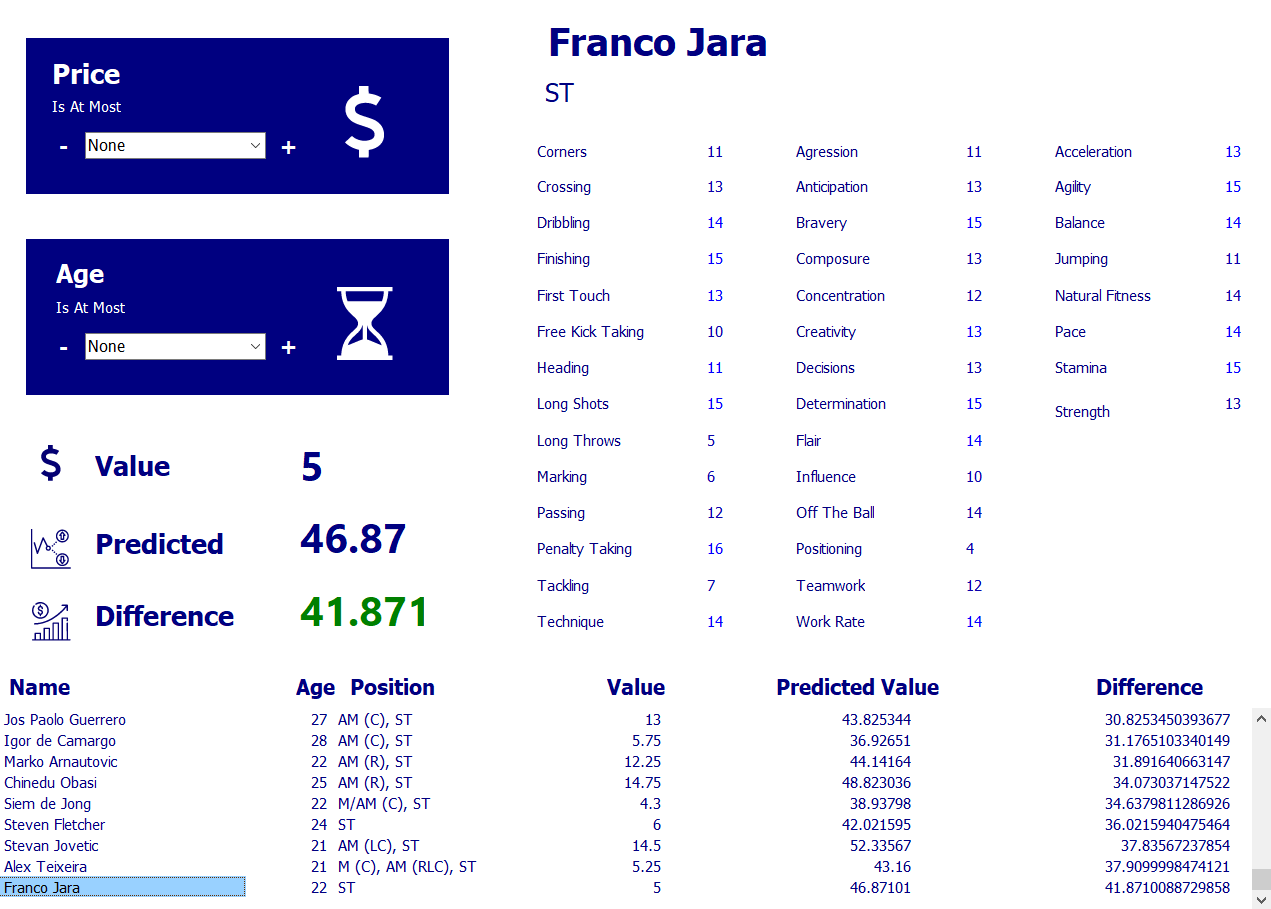 Price
Is At Most
- None +
Age
Is At Most
- None +
$ Value 5
Predicted 46.87
Difference 41.871
Franco Jara
ST
Corners 11 Agression 11 Acceleration 13
Crossing 13 Anticipation 13 Agility 15
Dribbling 14 Bravery 15 Balance 14
Finishing 15 Composure 13 Jumping 11
First Touch 13 Concentration 12 Natural Fitness 14
Free Kick Taking 10 Creativity 13 Pace 14
Heading 11 Decisions 13 Stamina 15
Long Shots 15 Determination 15 Strength 13
Long Throws 5 Flair 14
Marking 6 Influence 10
Passing 12 Off The Ball 14
Penalty Taking 16 Positioning 4
Tackling 7 Teamwork 12
Technique 14 Work Rate 14
Name Age Position Value Predicted Value Difference
Jos Paolo Guerrero 27 AM (C), ST 13 43.825344 30.8253450393677
Igor de Camargo 28 AM (C), ST 5.75 36.92651 31.1765103340149
Marko Arnautovic 22 AM (R), ST 12.25 44.14164 31.891640663147
Chinedu Obasi 25 AM (R), ST 14.75 48.823036 34.073037147522
Siem de Jong 22 M/AM (C), ST 4.3 38.93798 34.6379811286926
Steven Fletcher 24 ST 6 42.021595 36.0215940475464
Stevan Jovetic 21 AM (LC), ST 14.5 52.33567 37.83567237854
Alex Teixeira 21 M (C), AM (RLC), ST 5.25 43.16 37.9099998474121
Franco Jara 22 ST 5 46.87101 41.8710088729858